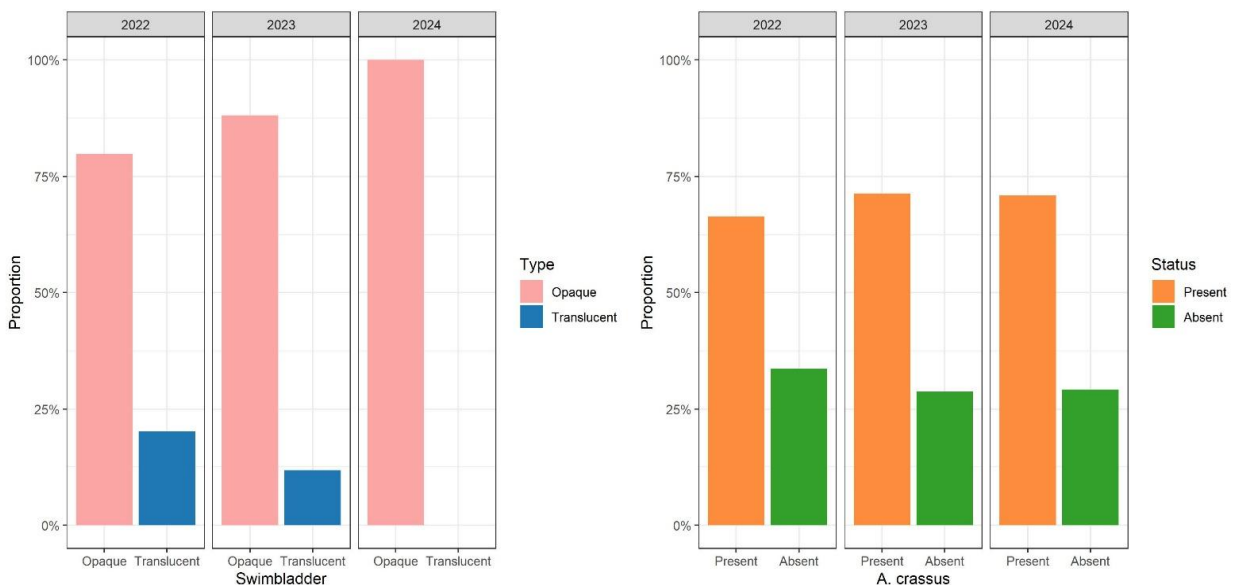 2022 2023 2024
100%
75%
50%
25%
0%
Proportion
Opaque Translucent Opaque Translucent Opaque Translucent
Swimbladder
Type
Opaque
Translucent
2022 2023 2024
100%
75%
50%
25%
0%
Proportion
Present Absent Present Absent Present Absent
A. crassus
Status
Present
Absent